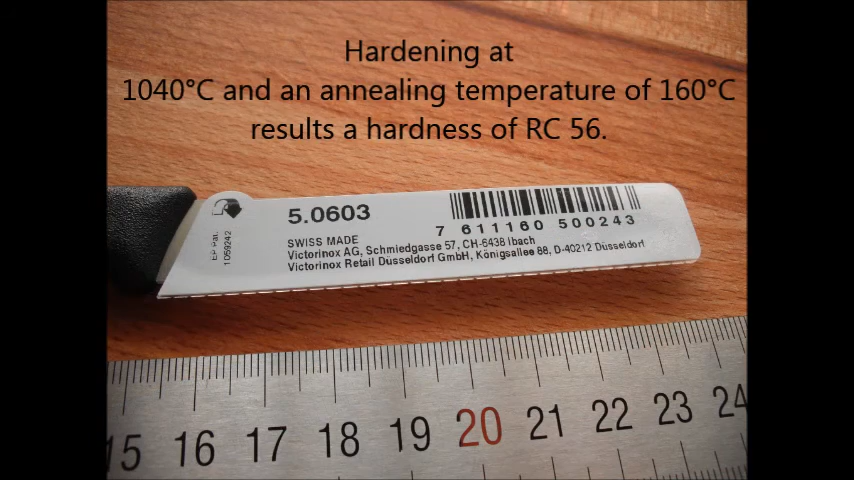 Hardening at
1040°C and an annealing temperature of 160°C
results a hardness of RC 56.
EP Pat.
1059242
5.0603
7 611160 500243
SWISS MADE
Victorinox AG, Schmiedgasse 57, CH-6438 Ibach
Victorinox Retail Düsseldorf GmbH, Königsallee 88, D-40212 Düsseldorf
15 16 17 18 19 20 21 22 23 24